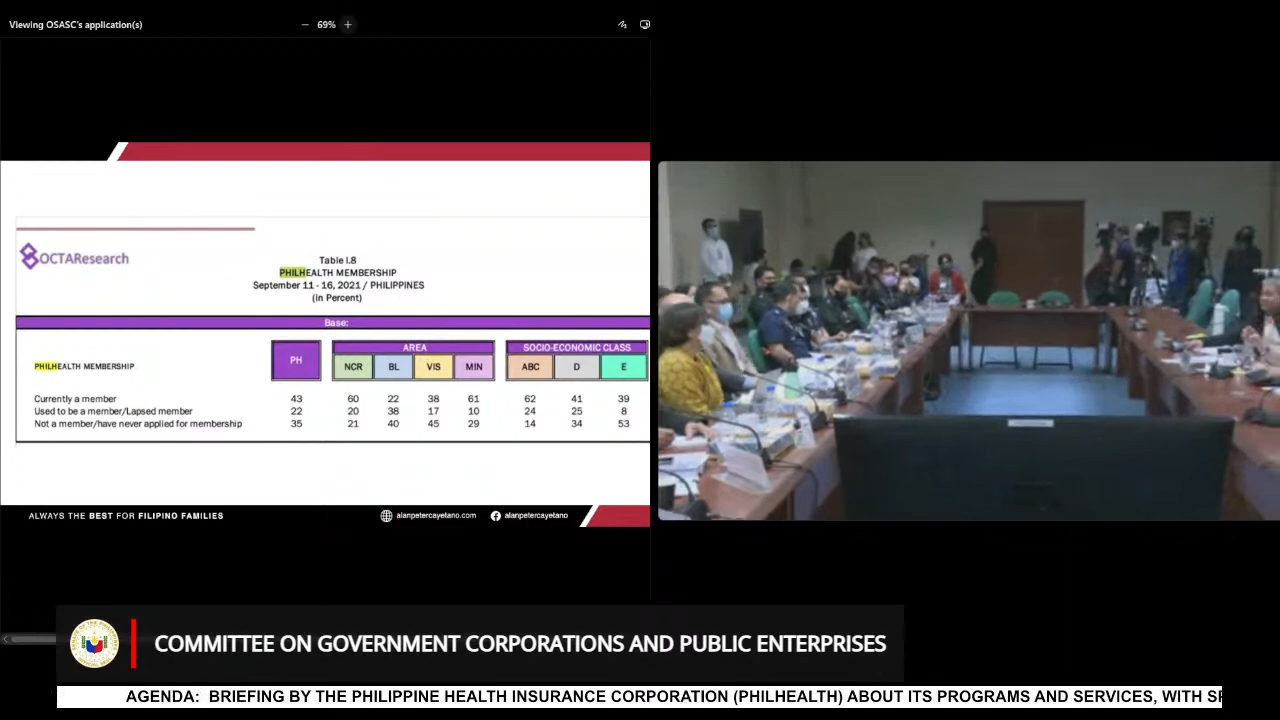 Viewing OSASC's application(s)
− 69% +
OCTAResearch
Table I.8
PHILHEALTH MEMBERSHIP
September 11 - 16, 2021 / PHILIPPINES
(in Percent)
Base:
PHILHEALTH MEMBERSHIP
PH
AREA
SOCIO-ECONOMIC CLASS
NCR BL VIS MIN ABC D E
Currently a member 43 60 22 38 61 62 41 39
Used to be a member/Lapsed member 22 20 38 17 10 24 25 8
Not a member/have never applied for membership 35 21 40 45 29 14 34 53
ALWAYS THE BEST FOR FILIPINO FAMILIES
alanpetercayetano.com alanpetercayetano
COMMITTEE ON GOVERNMENT CORPORATIONS AND PUBLIC ENTERPRISES
AGENDA: BRIEFING BY THE PHILIPPINE HEALTH INSURANCE CORPORATION (PHILHEALTH) ABOUT ITS PROGRAMS AND SERVICES, WITH